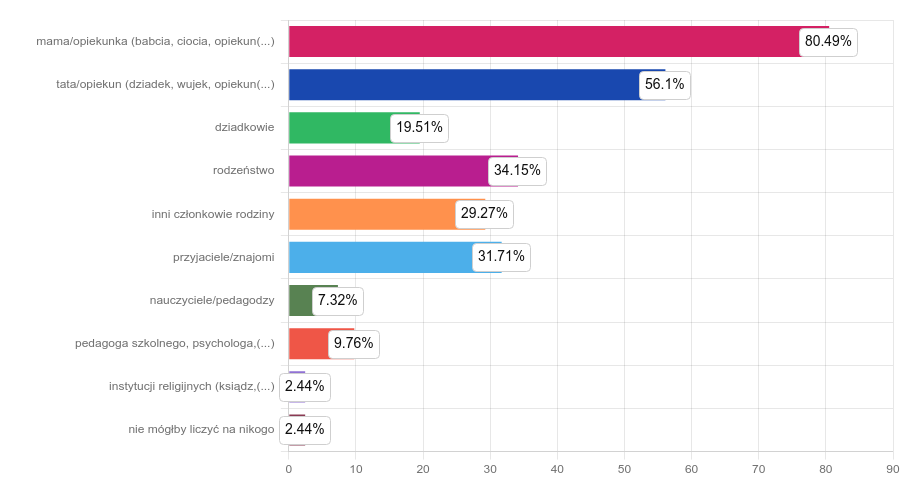 mama/opiekunka (babcia, ciocia, opiekun(...) 80.49%
tata/opiekun (dziadek, wujek, opiekun(...) 56.1%
dziadkowie 19.51%
rodzeństwo 34.15%
inni członkowie rodziny 29.27%
przyjaciele/znajomi 31.71%
nauczyciele/pedagodzy 7.32%
pedagoga szkolnego, psychologa,(...) 9.76%
instytucji religijnych (ksiądz,(...) 2.44%
nie mógłby liczyć na nikogo 2.44%
0 10 20 30 40 50 60 70 80 90